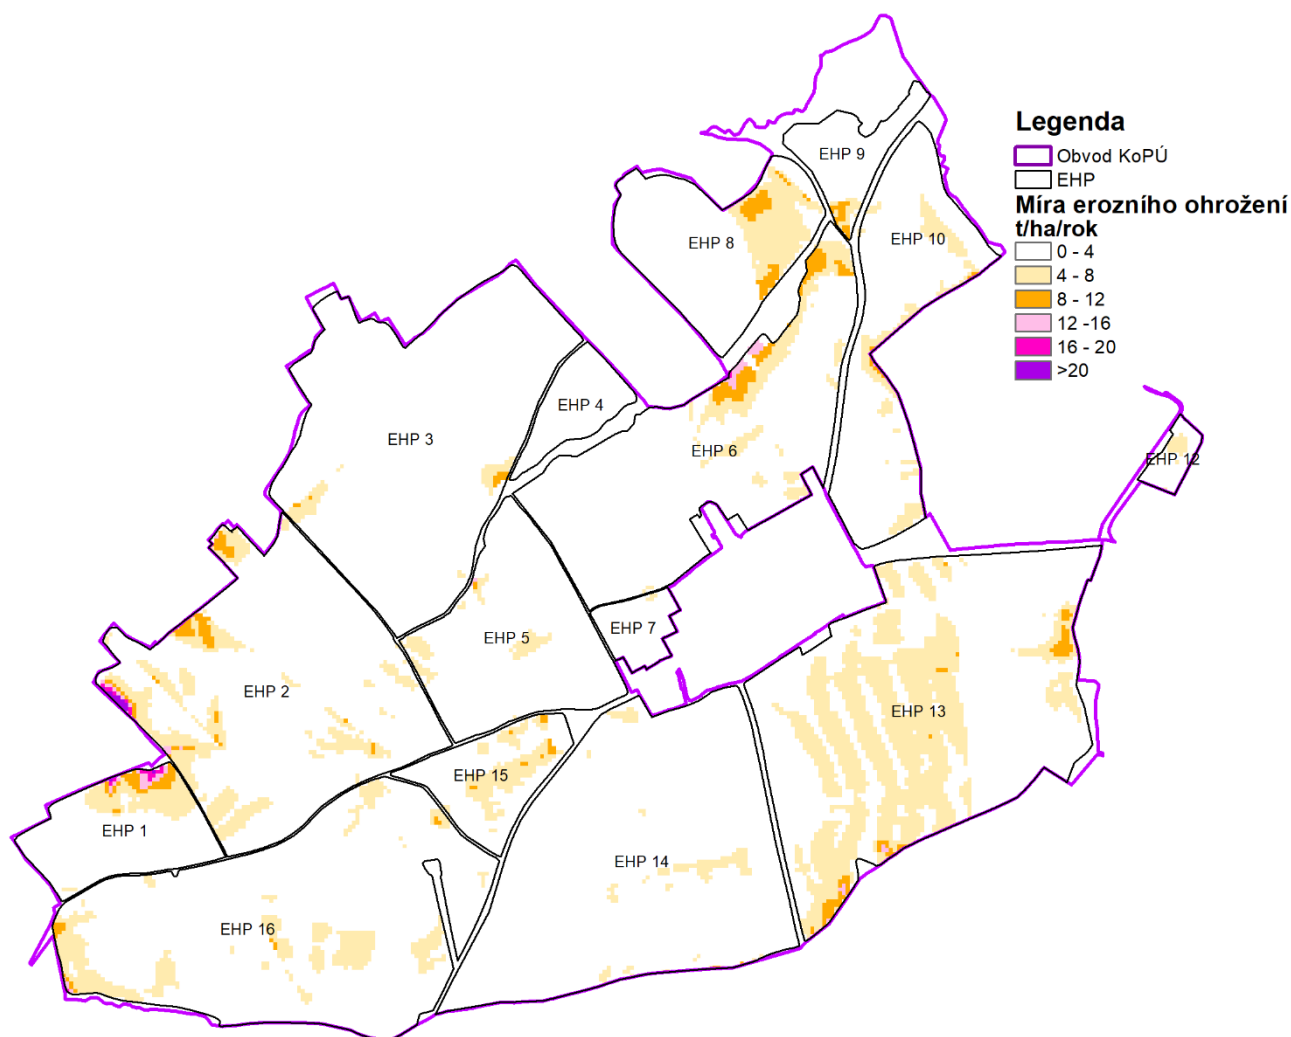 Legenda
Obvod KoPÚ
EHP
Míra erozního ohrožení
t/ha/rok
0 - 4
4 - 8
8 - 12
12 -16
16 - 20
>20
EHP 9
EHP 8
EHP 10
EHP 4
EHP 3
EHP 6
EHP 12
EHP 7
EHP 5
EHP 2
EHP 13
EHP 15
EHP 1
EHP 14
EHP 16